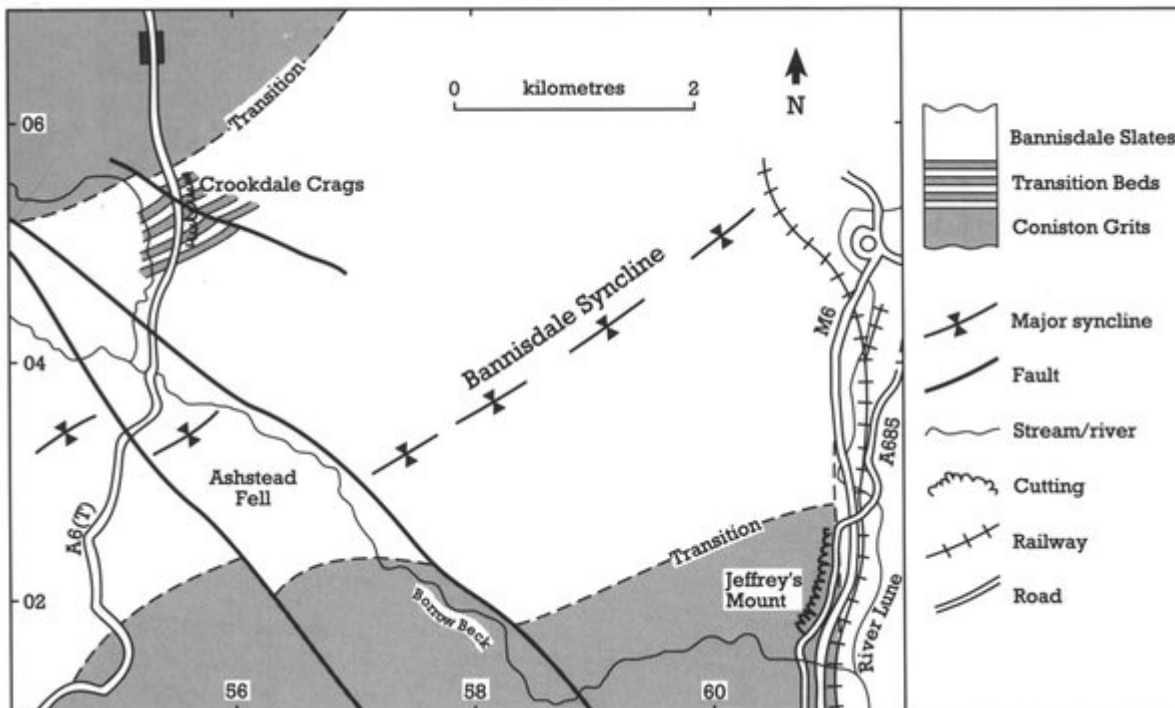 06
04
02
56
58
60
Transition
Crookdale Crags
0 kilometres 2
N
Bannisdale Syncline
M6
A685
Ashstead
Fell
A6(T)
Transition
Jeffrey's
Mount
Borrow Beck
River Lune
Bannisdale Slates
Transition Beds
Coniston Grits
Major syncline
Fault
Stream/river
Cutting
Railway
Road